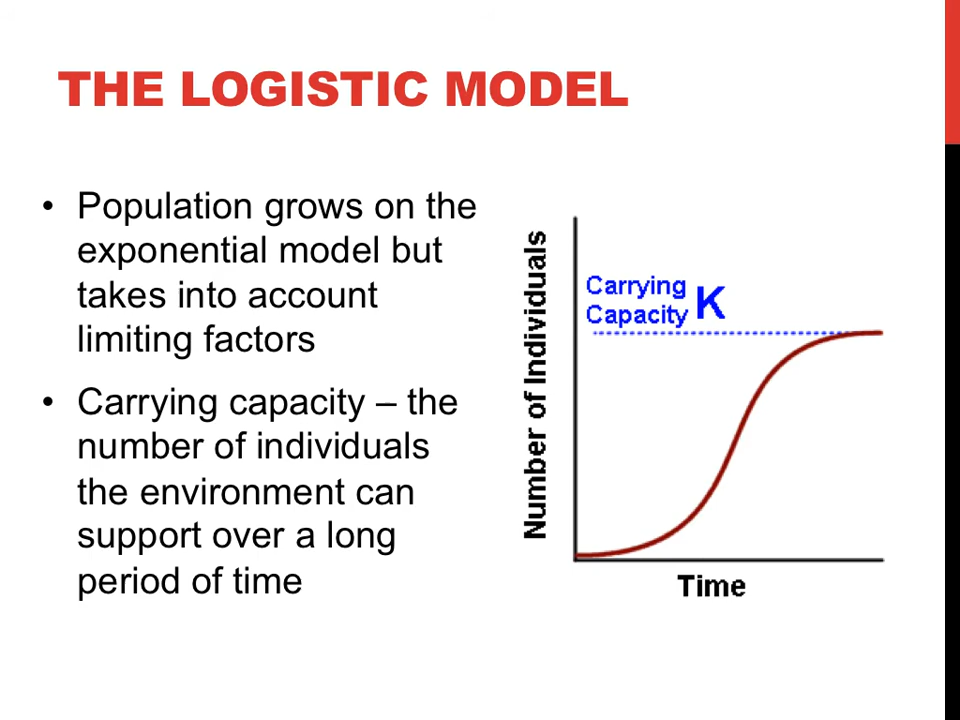 THE LOGISTIC MODEL
• Population grows on the
exponential model but
takes into account
limiting factors
• Carrying capacity – the
number of individuals
the environment can
support over a long
period of time
Number of Individuals
Carrying
Capacity K
Time